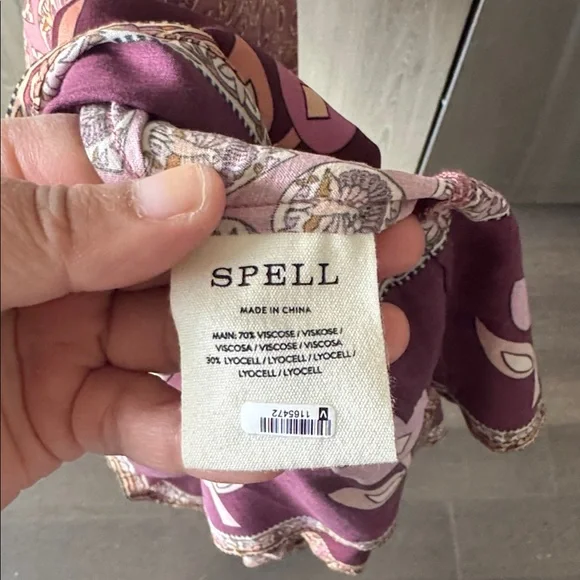 SPELL
MADE IN CHINA
MAIN: 70% VISCOSE / VISKOSE /
VISCOSA / VISCOSE / VISCOSA
30% LYOCELL / LYOCELL / LYOCELL /
LYOCELL / LYOCELL
V
1165472